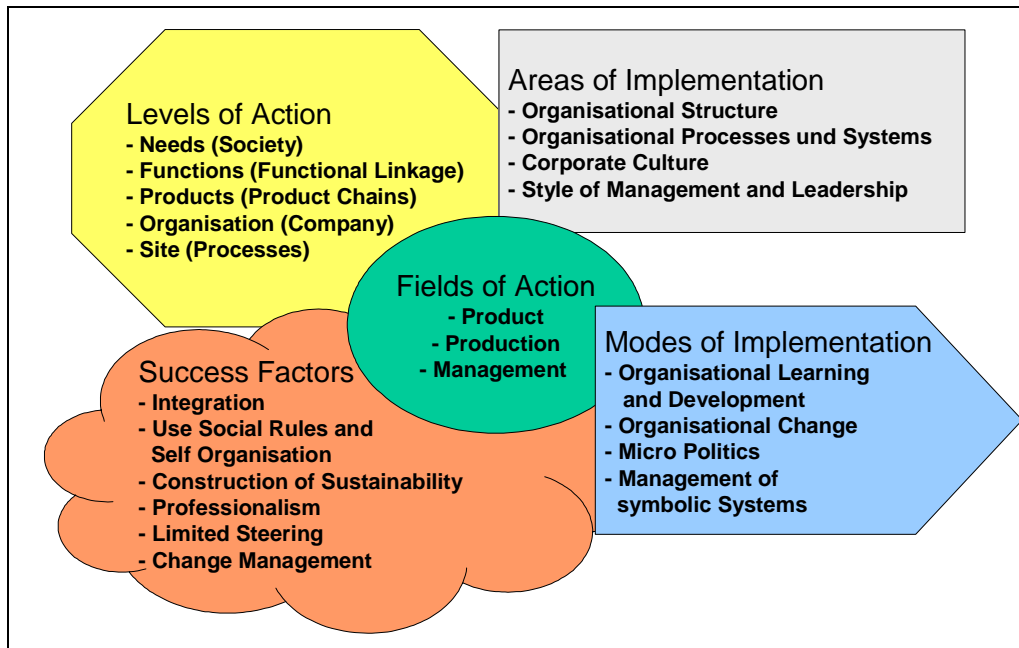 Levels of Action
- Needs (Society)
- Functions (Functional Linkage)
- Products (Product Chains)
- Organisation (Company)
- Site (Processes)
Areas of Implementation
- Organisational Structure
- Organisational Processes und Systems
- Corporate Culture
- Style of Management and Leadership
Fields of Action
- Product
- Production
- Management
Success Factors
- Integration
- Use Social Rules and
Self Organisation
- Construction of Sustainability
- Professionalism
- Limited Steering
- Change Management
Modes of Implementation
- Organisational Learning
and Development
- Organisational Change
- Micro Politics
- Management of
symbolic Systems